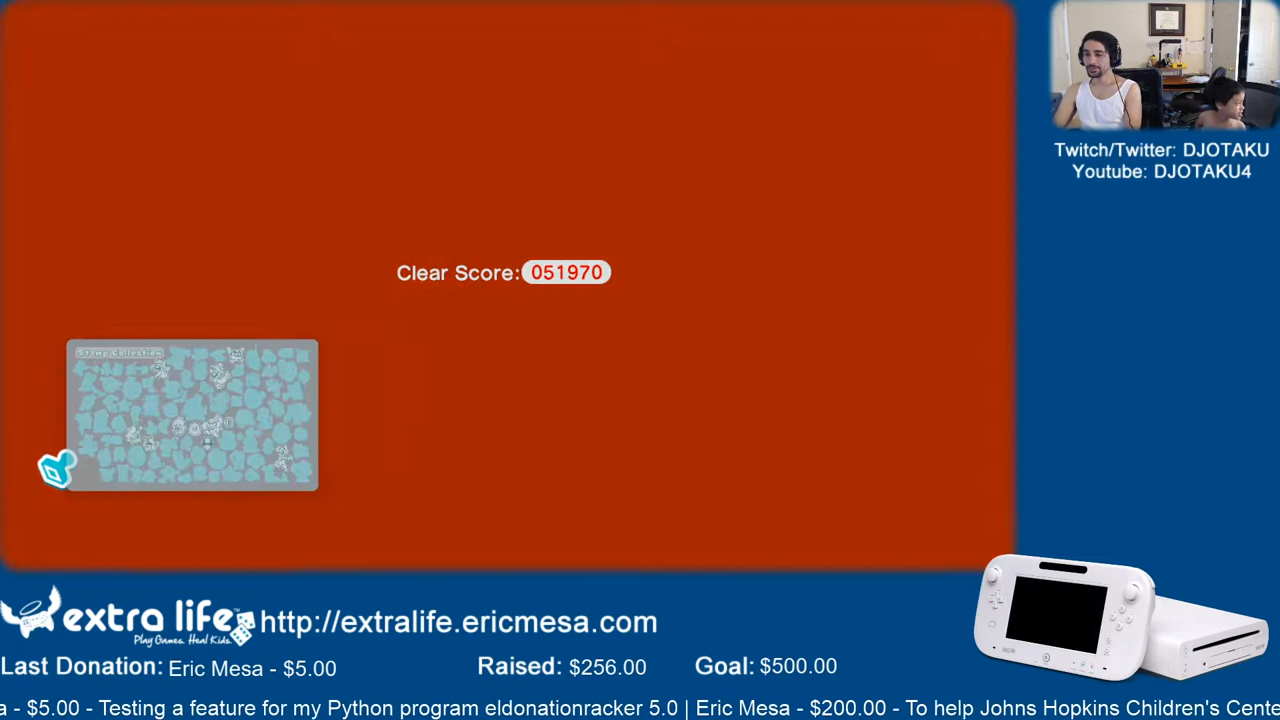 Twitch/Twitter: DJOTAKU
Youtube: DJOTAKU4
Clear Score: 051970
Stamp Collection
extra life
Play Games. Heal Kids.
http://extralife.ericmesa.com
Last Donation: Eric Mesa - $5.00
Raised: $256.00
Goal: $500.00
a - $5.00 - Testing a feature for my Python program eldonationracker 5.0 | Eric Mesa - $200.00 - To help Johns Hopkins Children's Cente